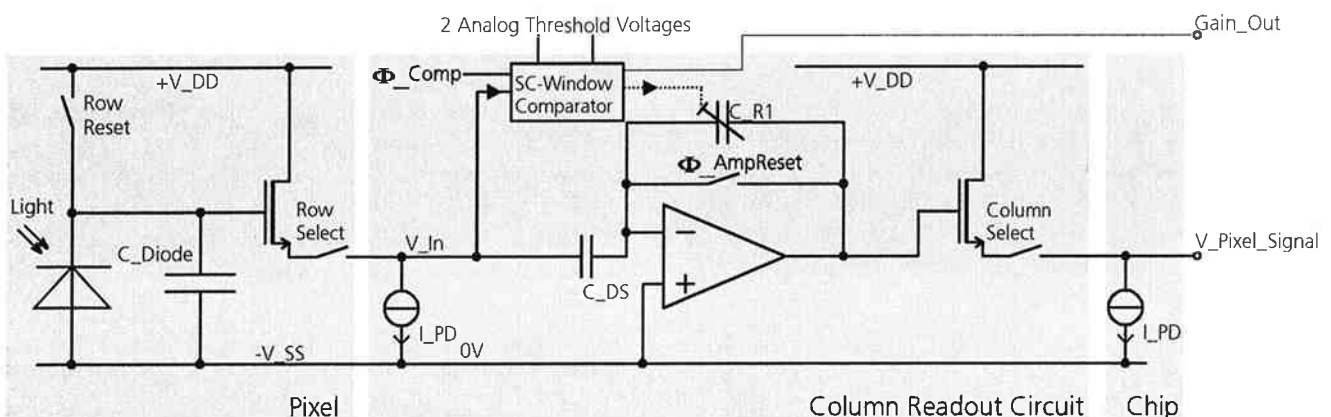 2 Analog Threshold Voltages
Gain_Out
+V_DD
Φ_Comp
SC-Window
Comparator
+V_DD
Row
Reset
C_R1
Φ_AmpReset
Light
Row
Select
Column
Select
C_Diode
V_In
−
V_Pixel_Signal
C_DS
+
I_PD
I_PD
-V_SS
0V
Pixel
Column Readout Circuit
Chip